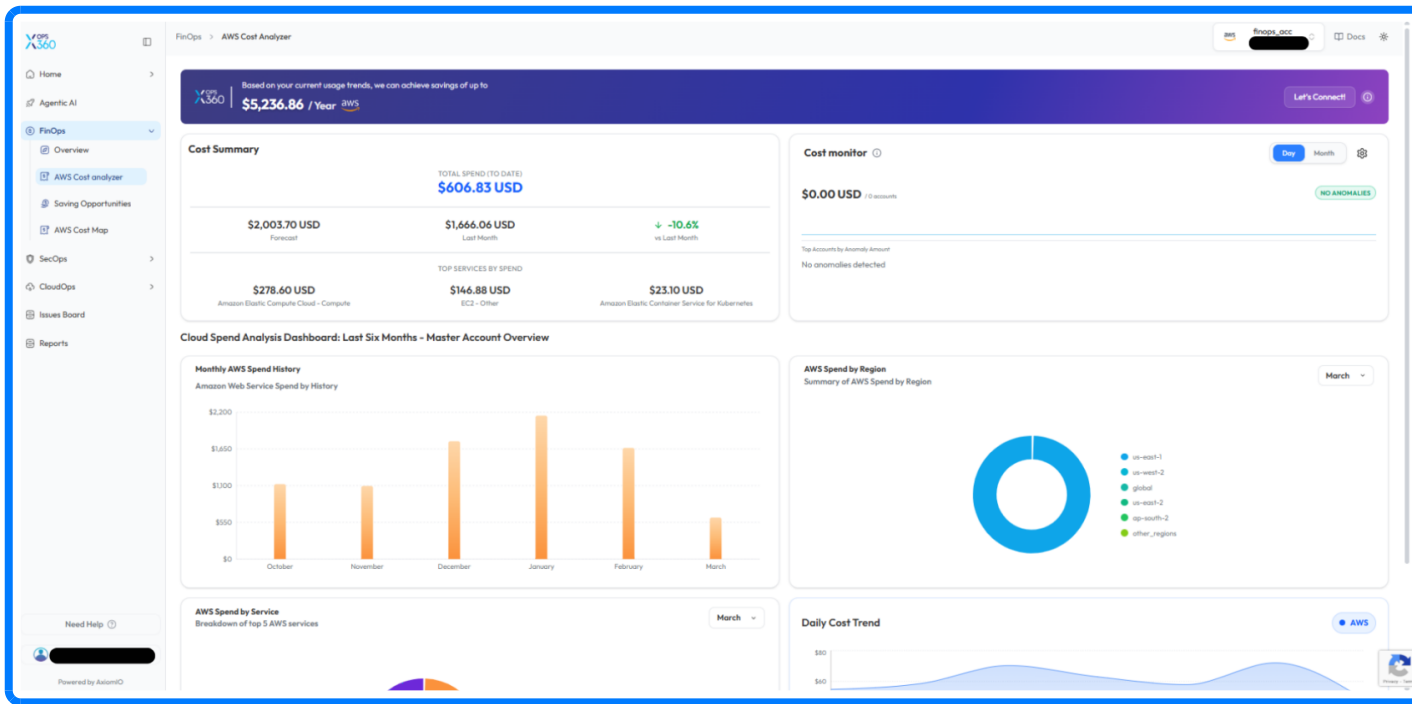 XOPS
360
Home
Agentic AI
FinOps
Overview
AWS Cost analyzer
Saving Opportunities
AWS Cost Map
SecOps
CloudOps
Issues Board
Reports
Need Help
Powered by AxiomIO
FinOps > AWS Cost Analyzer
aws
finops_acc
Docs
XOPS
360
Based on your current usage trends, we can achieve savings of up to
$5,236.86 / Year aws
Let's Connect!
Cost Summary
TOTAL SPEND (TO DATE)
$606.83 USD
$2,003.70 USD
Forecast
$1,666.06 USD
Last Month
↓ -10.6%
vs Last Month
TOP SERVICES BY SPEND
$278.60 USD
Amazon Elastic Compute Cloud - Compute
$146.88 USD
EC2 - Other
$23.10 USD
Amazon Elastic Container Service for Kubernetes
Cost monitor
Day
Month
$0.00 USD / 0 accounts
NO ANOMALIES
Top Accounts by Anomaly Amount
No anomalies detected
Cloud Spend Analysis Dashboard: Last Six Months - Master Account Overview
Monthly AWS Spend History
Amazon Web Service Spend by History
$2,200
$1,650
$1,100
$550
$0
October
November
December
January
February
March
AWS Spend by Region
Summary of AWS Spend by Region
March
us-east-1
us-west-2
global
us-east-2
ap-south-2
other_regions
AWS Spend by Service
Breakdown of top 5 AWS services
March
Daily Cost Trend
AWS
$80
$60